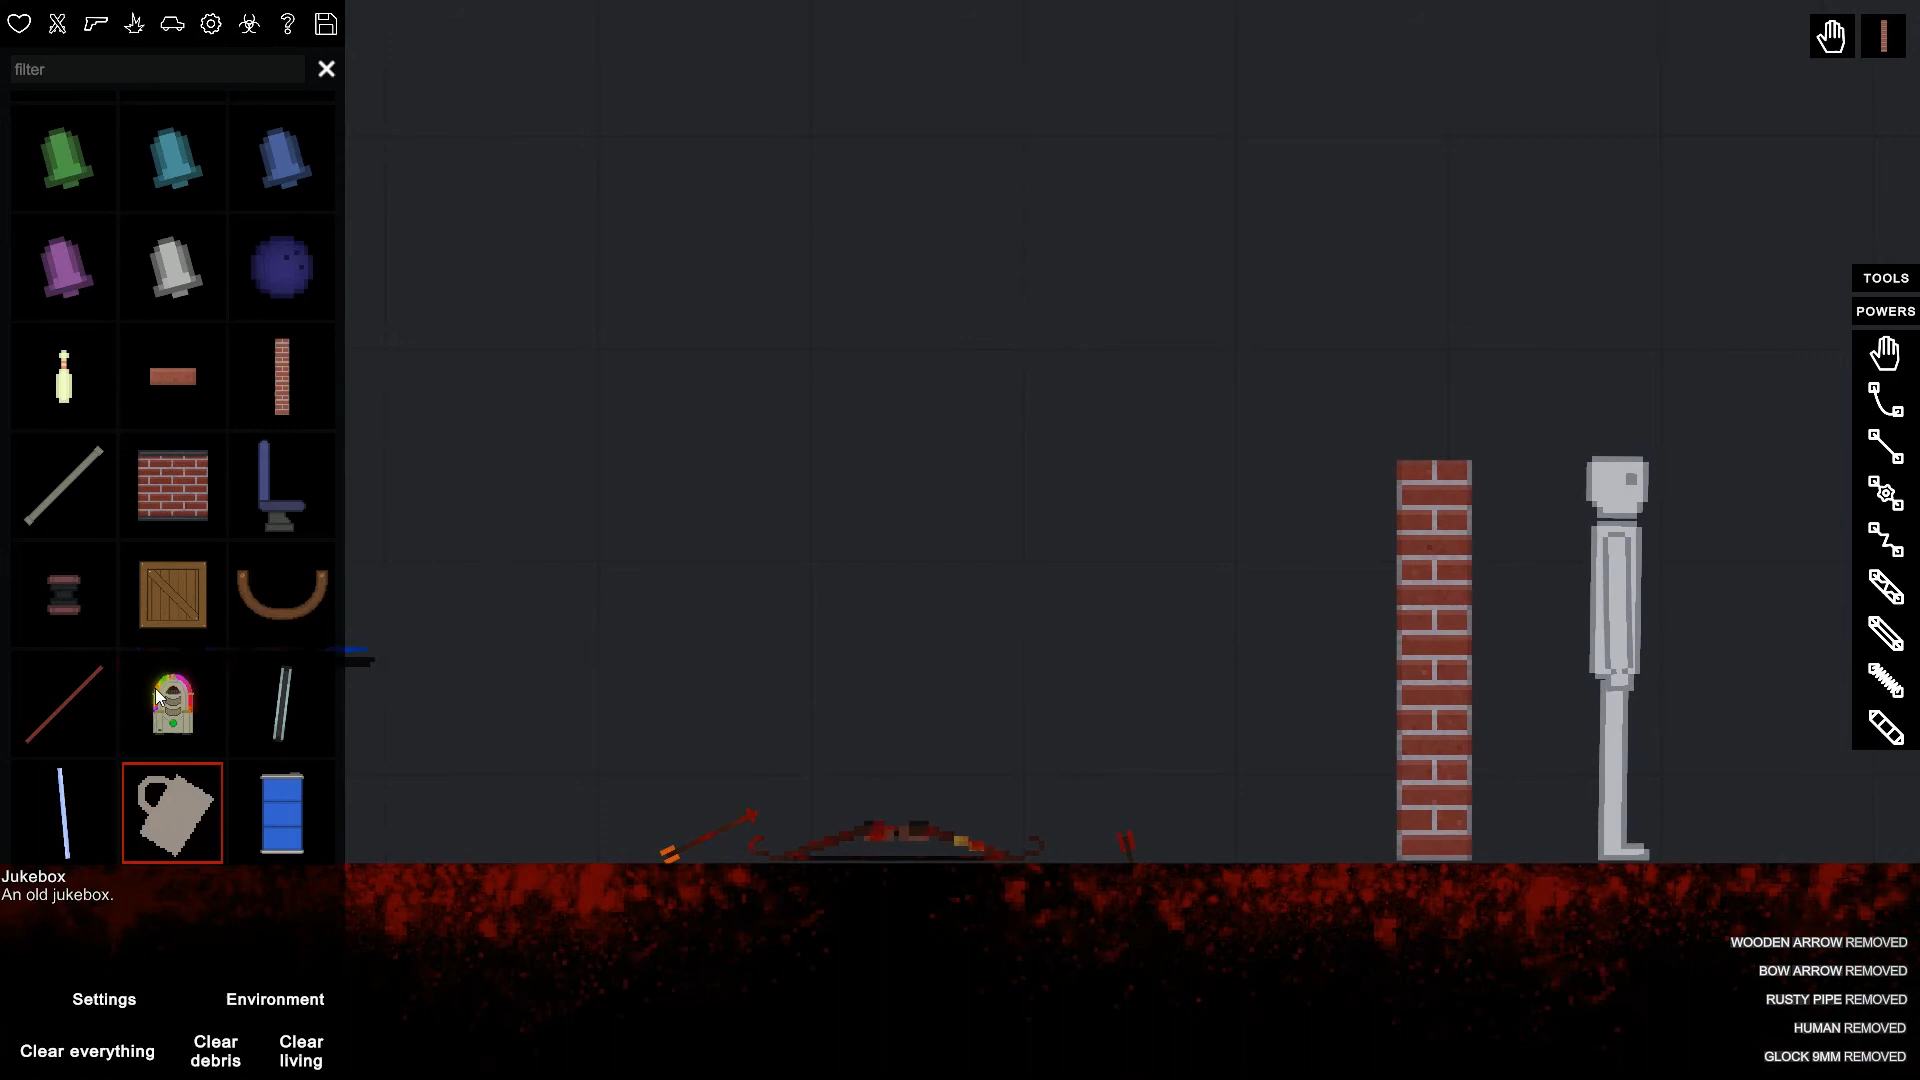 filter
TOOLS
POWERS
Jukebox
An old jukebox.
WOODEN ARROW REMOVED
BOW ARROW REMOVED
RUSTY PIPE REMOVED
HUMAN REMOVED
GLOCK 9MM REMOVED
Settings
Environment
Clear everything
Clear
debris
Clear
living